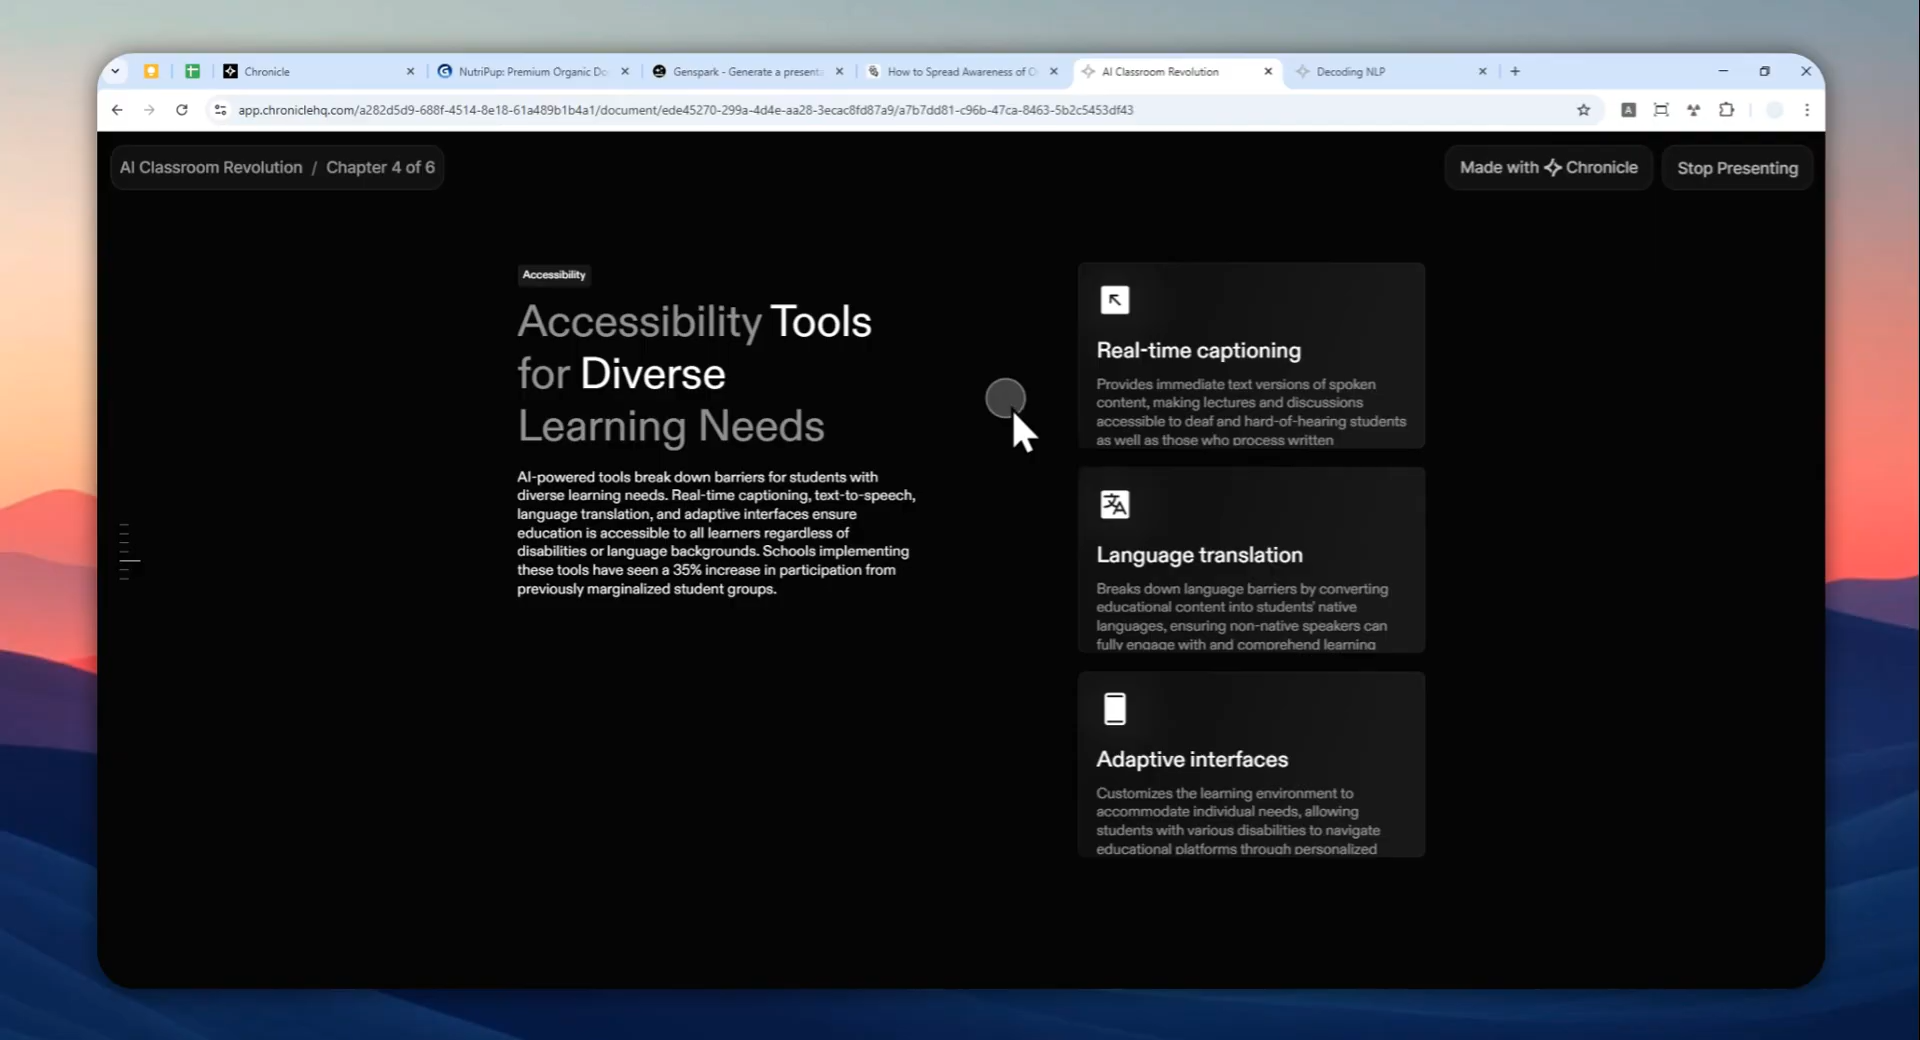 Chronicle
NutriPup: Premium Organic Do
Genspark - Generate a present
How to Spread Awareness of
AI Classroom Revolution
Decoding NLP
app.chroniclehq.com/a282d5d9-688f-4514-8e18-61a489b1b4a1/document/ede45270-299a-4d4e-aa28-3ecac8fd87a9/a7b7dd81-c96b-47ca-8463-5b2c5453df43
AI Classroom Revolution / Chapter 4 of 6
Made with Chronicle
Stop Presenting
Accessibility
Accessibility Tools
for Diverse
Learning Needs
AI-powered tools break down barriers for students with
diverse learning needs. Real-time captioning, text-to-speech,
language translation, and adaptive interfaces ensure
education is accessible to all learners regardless of
disabilities or language backgrounds. Schools implementing
these tools have seen a 35% increase in participation from
previously marginalized student groups.
Real-time captioning
Provides immediate text versions of spoken
content, making lectures and discussions
accessible to deaf and hard-of-hearing students
as well as those who process written
Language translation
Breaks down language barriers by converting
educational content into students' native
languages, ensuring non-native speakers can
fully engage with and comprehend learning
Adaptive interfaces
Customizes the learning environment to
accommodate individual needs, allowing
students with various disabilities to navigate
educational platforms through personalized